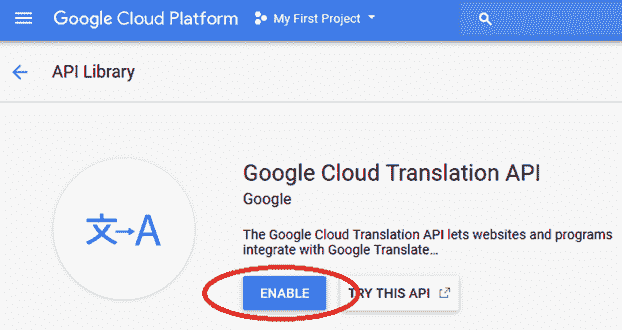 Google Cloud Platform My First Project
API Library
Google Cloud Translation API
Google
文→A
The Google Cloud Translation API lets websites and programs
integrate with Google Translate...
ENABLE TRY THIS API